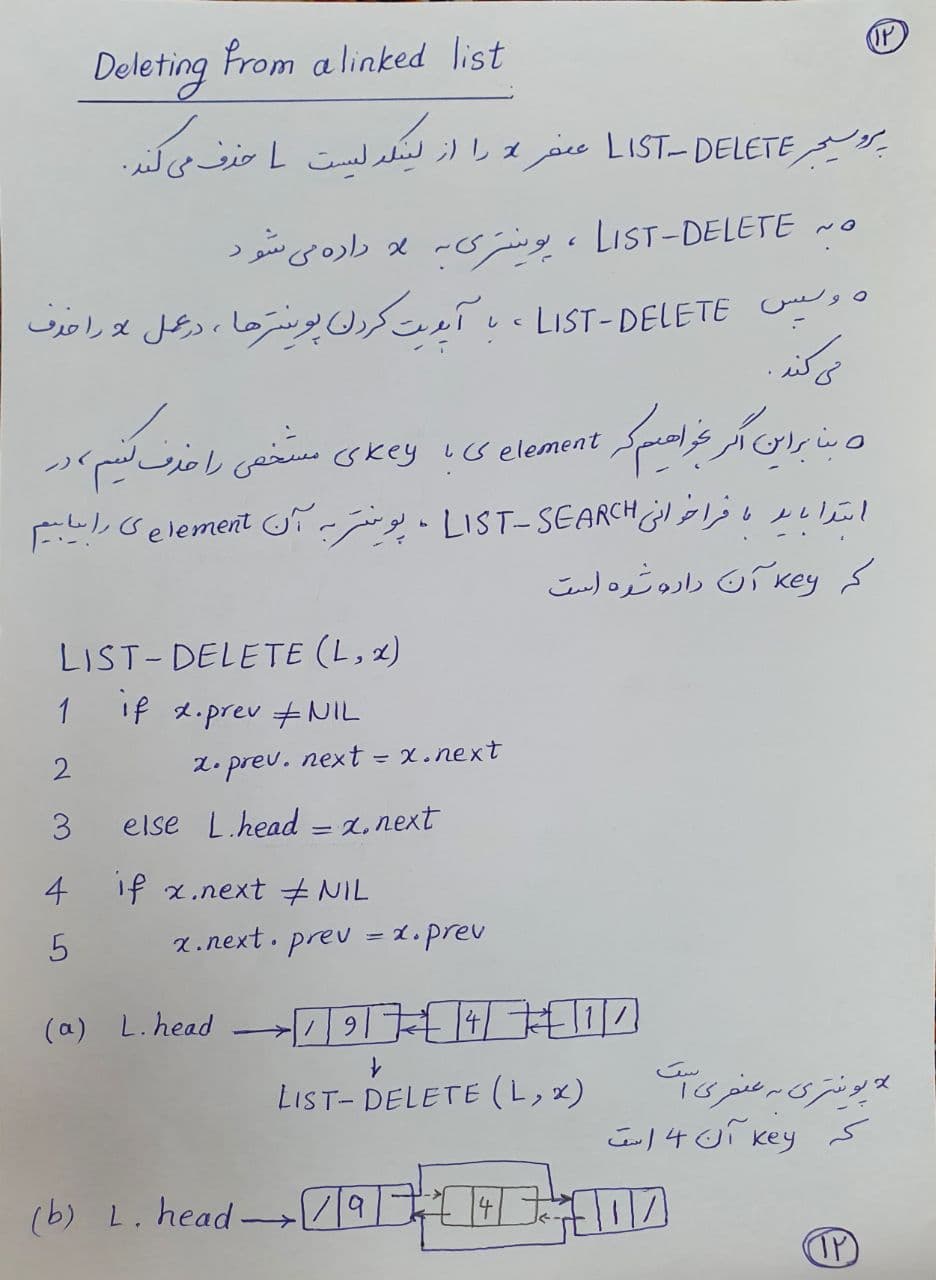 ۱۲
Deleting from a linked list
پروسیجر LIST-DELETE عنصر x را از لینکد لیست L حذف می کند.
o به LIST-DELETE ، پوینتری به x داده می شود
o و سپس LIST-DELETE ، با آپدیت کردن پوینترها، در عمل x را حذف
می کند.
o بنابراین اگر بخواهیم که element ی با key ی مشخصی را حذف کنیم، در
ابتدا باید با فراخوانی LIST-SEARCH ، پوینتر به آن element ی را بیابیم
که key آن داده شده است
LIST-DELETE (L, x)
1 if x.prev ≠ NIL
2 x.prev.next = x.next
3 else L.head = x.next
4 if x.next ≠ NIL
5 x.next.prev = x.prev
(a) L.head → / 9 4 1 /
LIST-DELETE (L, x)
x پوینتری به عنصری است
که key آن 4 است
(b) L.head → / 9 4 1 /
۱۲